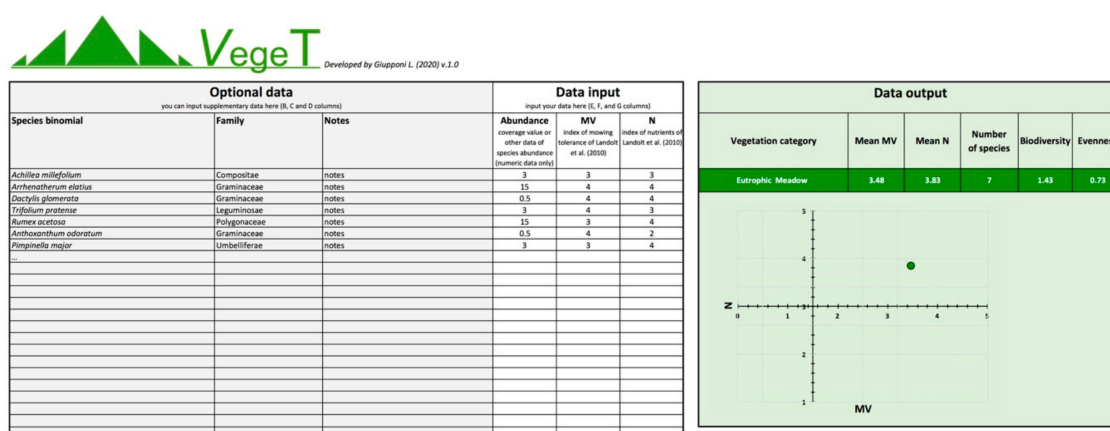 VegeT Developed by Giupponi L. (2020) v.1.0
Optional data
you can input supplementary data here (B, C and D columns)
Data input
input your data here (E, F, and G columns)
Species binomial Family Notes
Abundance
coverage value or
other data of
species abundance
(numeric data only)
MV
index of mowing
tolerance of Landolt
et al. (2010)
N
index of nutrients of
Landolt et al. (2010)
Achillea millefolium Compositae notes 3 3 3
Arrhenatherum elatius Graminaceae notes 15 4 4
Dactylis glomerata Graminaceae notes 0.5 4 4
Trifolium pratense Leguminosae notes 3 4 3
Rumex acetosa Polygonaceae notes 15 3 4
Anthoxanthum odoratum Graminaceae notes 0.5 4 2
Pimpinella major Umbelliferae notes 3 3 4
...
Data output
Vegetation category Mean MV Mean N Number
of species Biodiversity Evennes
Eutrophic Meadow 3.48 3.83 7 1.43 0.73
5
4
N 3
0 1 2 3 4 5
2
1
MV